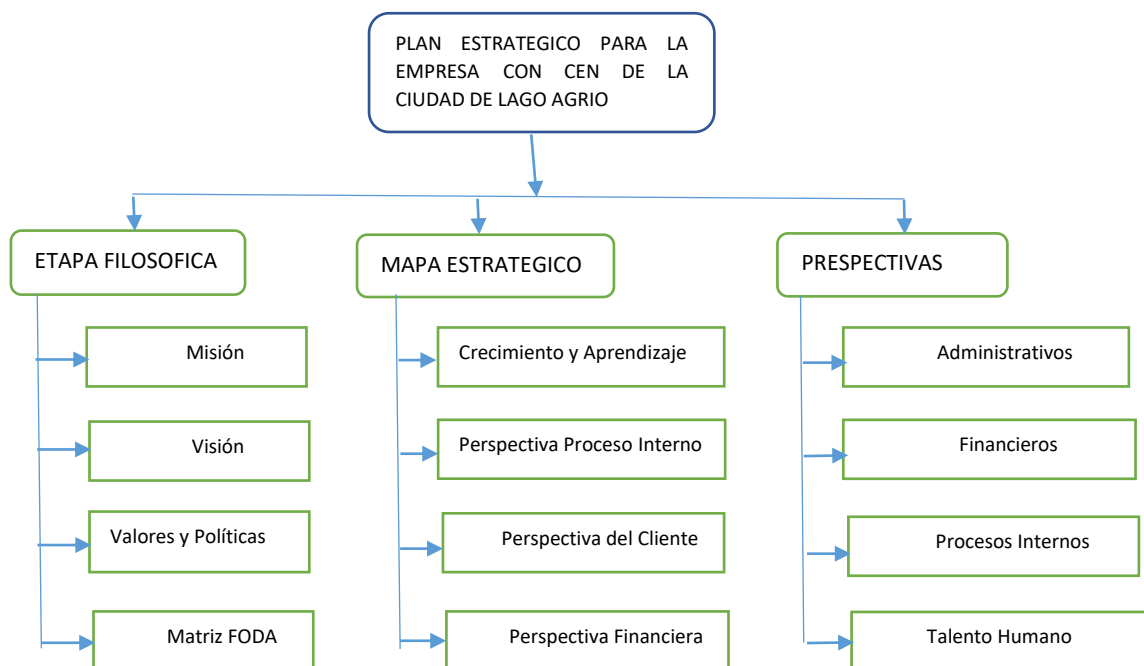 PLAN ESTRATEGICO PARA LA
EMPRESA CON CEN DE LA
CIUDAD DE LAGO AGRIO
ETAPA FILOSOFICA
Misión
Visión
Valores y Políticas
Matriz FODA
MAPA ESTRATEGICO
Crecimiento y Aprendizaje
Perspectiva Proceso Interno
Perspectiva del Cliente
Perspectiva Financiera
PRESPECTIVAS
Administrativos
Financieros
Procesos Internos
Talento Humano